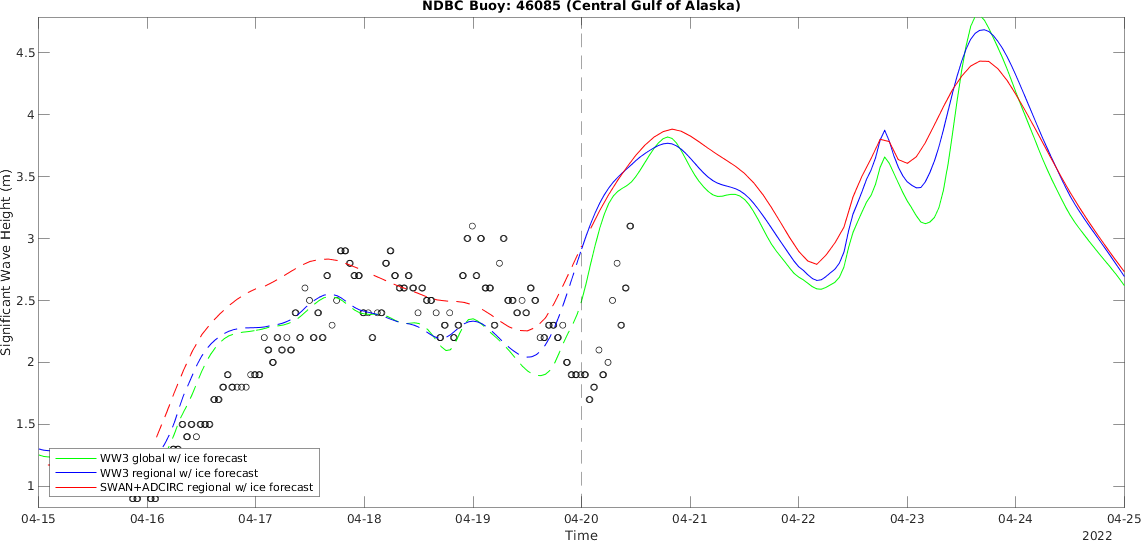 NDBC Buoy: 46085 (Central Gulf of Alaska)
Significant Wave Height (m)
4.5
4
3.5
3
2.5
2
1.5
1
WW3 global w/ ice forecast
WW3 regional w/ ice forecast
SWAN+ADCIRC regional w/ ice forecast
04-15 04-16 04-17 04-18 04-19 04-20 04-21 04-22 04-23 04-24 04-25
Time
2022